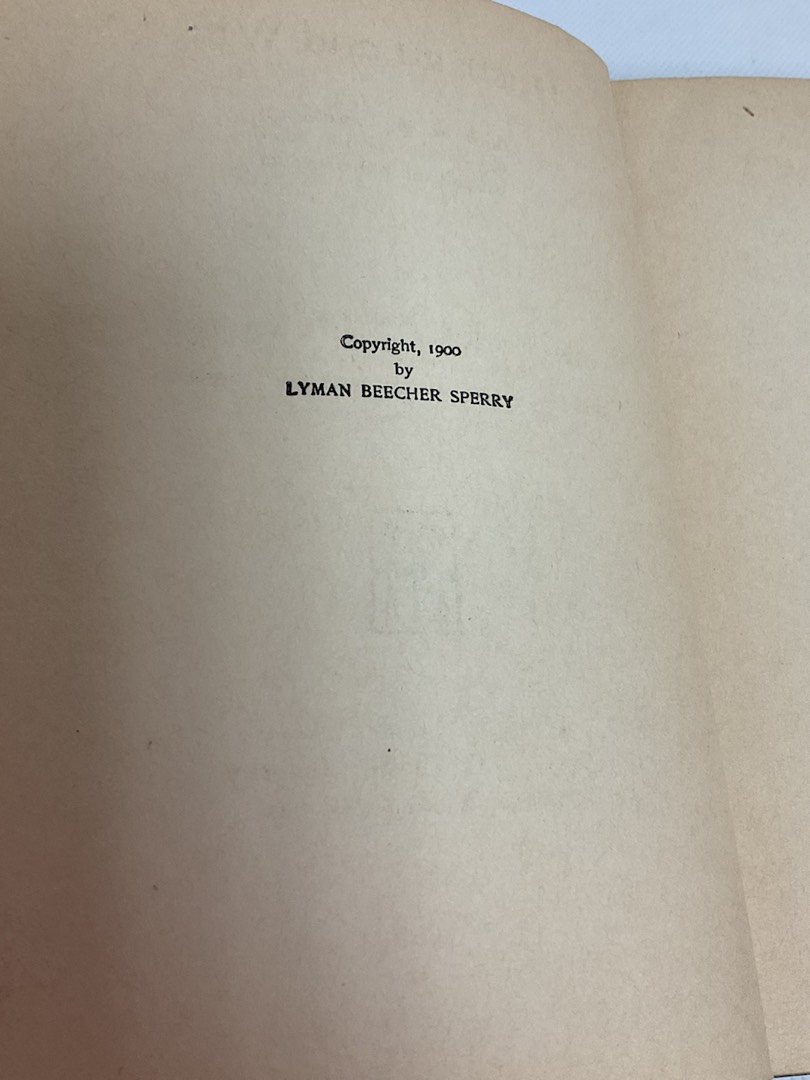 Copyright, 1900
by
LYMAN BEECHER SPERRY